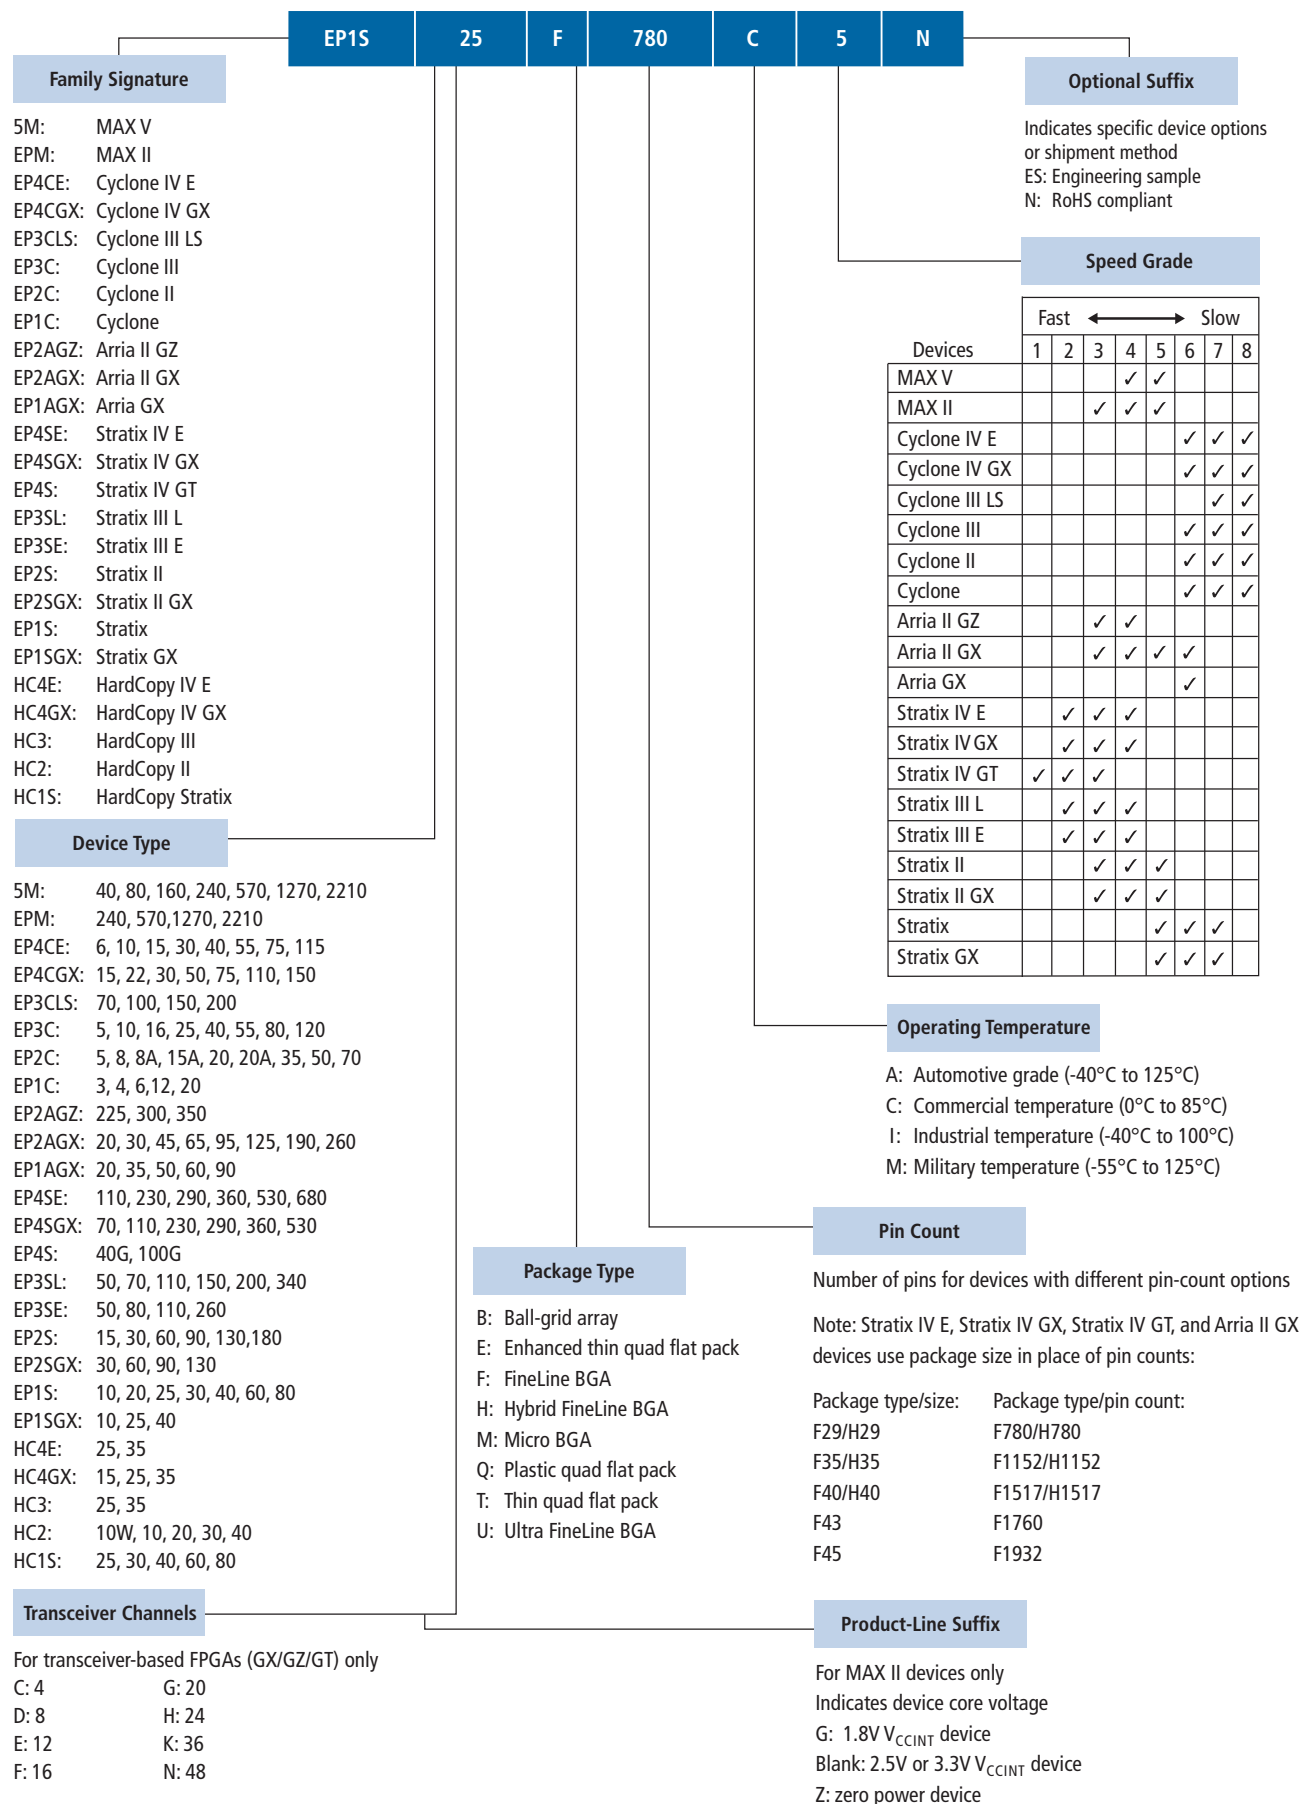 EP1S 25 F 780 C 5 N
Family Signature
5M: MAX V
EPM: MAX II
EP4CE: Cyclone IV E
EP4CGX: Cyclone IV GX
EP3CLS: Cyclone III LS
EP3C: Cyclone III
EP2C: Cyclone II
EP1C: Cyclone
EP2AGZ: Arria II GZ
EP2AGX: Arria II GX
EP1AGX: Arria GX
EP4SE: Stratix IV E
EP4SGX: Stratix IV GX
EP4S: Stratix IV GT
EP3SL: Stratix III L
EP3SE: Stratix III E
EP2S: Stratix II
EP2SGX: Stratix II GX
EP1S: Stratix
EP1SGX: Stratix GX
HC4E: HardCopy IV E
HC4GX: HardCopy IV GX
HC3: HardCopy III
HC2: HardCopy II
HC1S: HardCopy Stratix
Device Type
5M: 40, 80, 160, 240, 570, 1270, 2210
EPM: 240, 570,1270, 2210
EP4CE: 6, 10, 15, 30, 40, 55, 75, 115
EP4CGX: 15, 22, 30, 50, 75, 110, 150
EP3CLS: 70, 100, 150, 200
EP3C: 5, 10, 16, 25, 40, 55, 80, 120
EP2C: 5, 8, 8A, 15A, 20, 20A, 35, 50, 70
EP1C: 3, 4, 6,12, 20
EP2AGZ: 225, 300, 350
EP2AGX: 20, 30, 45, 65, 95, 125, 190, 260
EP1AGX: 20, 35, 50, 60, 90
EP4SE: 110, 230, 290, 360, 530, 680
EP4SGX: 70, 110, 230, 290, 360, 530
EP4S: 40G, 100G
EP3SL: 50, 70, 110, 150, 200, 340
EP3SE: 50, 80, 110, 260
EP2S: 15, 30, 60, 90, 130,180
EP2SGX: 30, 60, 90, 130
EP1S: 10, 20, 25, 30, 40, 60, 80
EP1SGX: 10, 25, 40
HC4E: 25, 35
HC4GX: 15, 25, 35
HC3: 25, 35
HC2: 10W, 10, 20, 30, 40
HC1S: 25, 30, 40, 60, 80
Transceiver Channels
For transceiver-based FPGAs (GX/GZ/GT) only
C: 4 G: 20
D: 8 H: 24
E: 12 K: 36
F: 16 N: 48
Package Type
B: Ball-grid array
E: Enhanced thin quad flat pack
F: FineLine BGA
H: Hybrid FineLine BGA
M: Micro BGA
Q: Plastic quad flat pack
T: Thin quad flat pack
U: Ultra FineLine BGA
Optional Suffix
Indicates specific device options
or shipment method
ES: Engineering sample
N: RoHS compliant
Speed Grade
Fast Slow
Devices 1 2 3 4 5 6 7 8
MAX V ✓ ✓
MAX II ✓ ✓ ✓
Cyclone IV E ✓ ✓ ✓
Cyclone IV GX ✓ ✓ ✓
Cyclone III LS ✓ ✓
Cyclone III ✓ ✓ ✓
Cyclone II ✓ ✓ ✓
Cyclone ✓ ✓ ✓
Arria II GZ ✓ ✓
Arria II GX ✓ ✓ ✓ ✓
Arria GX ✓
Stratix IV E ✓ ✓ ✓
Stratix IV GX ✓ ✓ ✓
Stratix IV GT ✓ ✓ ✓
Stratix III L ✓ ✓ ✓
Stratix III E ✓ ✓ ✓
Stratix II ✓ ✓ ✓
Stratix II GX ✓ ✓ ✓
Stratix ✓ ✓ ✓
Stratix GX ✓ ✓ ✓
Operating Temperature
A: Automotive grade (-40°C to 125°C)
C: Commercial temperature (0°C to 85°C)
I: Industrial temperature (-40°C to 100°C)
M: Military temperature (-55°C to 125°C)
Pin Count
Number of pins for devices with different pin-count options
Note: Stratix IV E, Stratix IV GX, Stratix IV GT, and Arria II GX
devices use package size in place of pin counts:
Package type/size: Package type/pin count:
F29/H29 F780/H780
F35/H35 F1152/H1152
F40/H40 F1517/H1517
F43 F1760
F45 F1932
Product-Line Suffix
For MAX II devices only
Indicates device core voltage
G: 1.8V VCCINT device
Blank: 2.5V or 3.3V VCCINT device
Z: zero power device